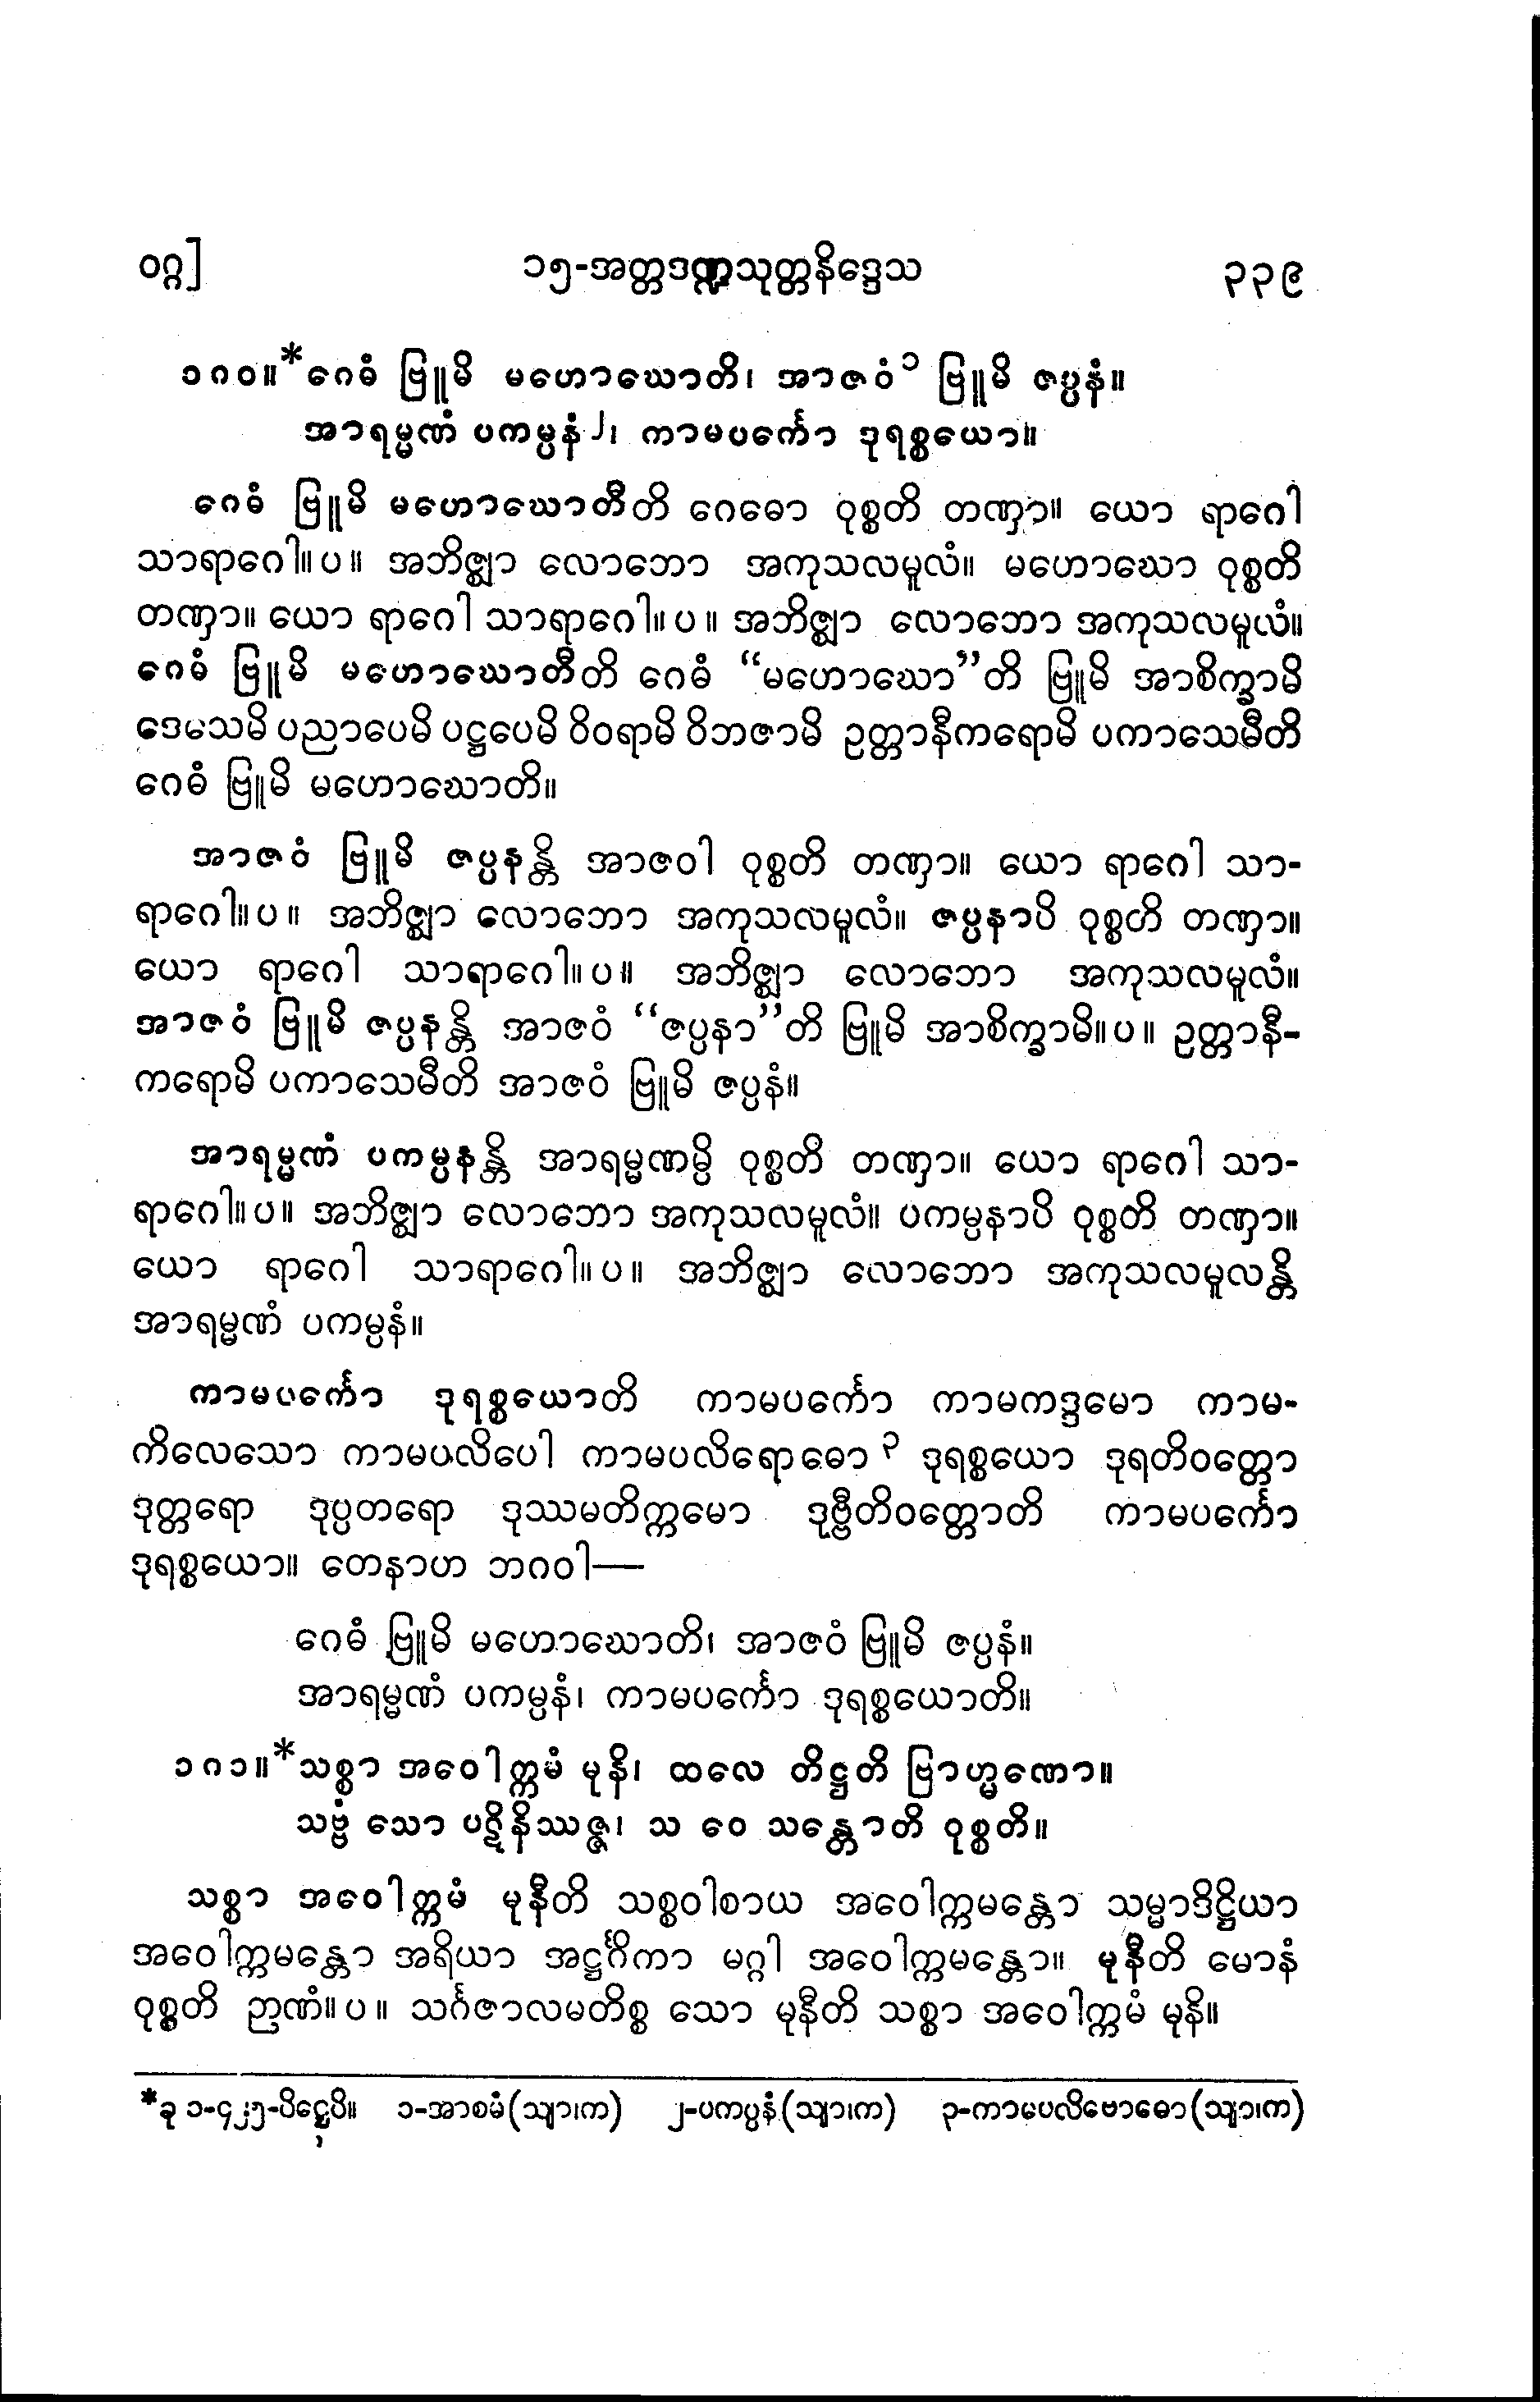 ဝဂ္ဂ]
၁၅-အတ္တဒဏ္ဍသုတ္တနိဒ္ဒေသ
၃၃၉
၁၈၀။*ဂေဓံ ဗြူမိ မဟောဃောတိ၊ အာဇဝံ၁ ဗြူမိ ဇပ္ပနံ။
အာရမ္မဏံ ပကမ္ပနံ၂၊ ကာမပင်္ကော ဒုရစ္စယော။
ဂေဓံ ဗြူမိ မဟောဃောတီတိ ဂေဓော ဝုစ္စတိ တဏှာ။ ယော ရာဂေါ
သာရာဂေါ။ပ။ အဘိဇ္ဈာ လောဘော အကုသလမူလံ။ မဟောဃော ဝုစ္စတိ
တဏှာ။ ယော ရာဂေါ သာရာဂေါ။ပ။ အဘိဇ္ဈာ လောဘော အကုသလမူလံ။
ဂေဓံ ဗြူမိ မဟောဃောတီတိ ဂေဓံ “မဟောဃော”တိ ဗြူမိ အာစိက္ခာမိ
ဒေသေမိ ပညာပေမိ ပဋ္ဌပေမိ ဝိဝရာမိ ဝိဘဇာမိ ဥတ္တာနီကရောမိ ပကာသေမီတိ
ဂေဓံ ဗြူမိ မဟောဃောတိ။
အာဇဝံ ဗြူမိ ဇပ္ပနန္တိ အာဇဝါ ဝုစ္စတိ တဏှာ။ ယော ရာဂေါ သာ-
ရာဂေါ။ပ။ အဘိဇ္ဈာ လောဘော အကုသလမူလံ။ ဇပ္ပနာပိ ဝုစ္စတိ တဏှာ။
ယော ရာဂေါ သာရာဂေါ။ပ။ အဘိဇ္ဈာ လောဘော အကုသလမူလံ။
အာဇဝံ ဗြူမိ ဇပ္ပနန္တိ အာဇဝံ “ဇပ္ပနာ”တိ ဗြူမိ အာစိက္ခာမိ။ပ။ ဥတ္တာနီ-
ကရောမိ ပကာသေမီတိ အာဇဝံ ဗြူမိ ဇပ္ပနံ။
အာရမ္မဏံ ပကမ္ပနန္တိ အာရမ္မဏမ္ပိ ဝုစ္စတိ တဏှာ။ ယော ရာဂေါ သာ-
ရာဂေါ။ပ။ အဘိဇ္ဈာ လောဘော အကုသလမူလံ။ ပကမ္ပနာပိ ဝုစ္စတိ တဏှာ။
ယော ရာဂေါ သာရာဂေါ။ပ။ အဘိဇ္ဈာ လောဘော အကုသလမူလန္တိ
အာရမ္မဏံ ပကမ္ပနံ။
ကာမပင်္ကော ဒုရစ္စယောတိ ကာမပင်္ကော ကာမကဒ္ဒမော ကာမ-
ကိလေသော ကာမပလိပေါ ကာမပလိရောဓော၃ ဒုရစ္စယော ဒုရတိဝတ္တော
ဒုတ္တရော ဒုပ္ပတရော ဒုဿမတိက္ကမော ဒုဗ္ဗီတိဝတ္တောတိ ကာမပင်္ကော
ဒုရစ္စယော။ တေနာဟ ဘဂဝါ—
ဂေဓံ ဗြူမိ မဟောဃောတိ၊ အာဇဝံ ဗြူမိ ဇပ္ပနံ။
အာရမ္မဏံ ပကမ္ပနံ၊ ကာမပင်္ကော ဒုရစ္စယောတိ။
၁၈၁။*သစ္စာ အဝေါက္ကမံ မုနိ၊ ထလေ တိဋ္ဌတိ ဗြာဟ္မဏော။
သဗ္ဗံ သော ပဋိနိဿဇ္ဇ၊ သ ဝေ သန္တောတိ ဝုစ္စတိ။
သစ္စာ အဝေါက္ကမံ မုနီတိ သစ္စဝါစာယ အဝေါက္ကမန္တော သမ္မာဒိဋ္ဌိယာ
အဝေါက္ကမန္တော အရိယာ အဋ္ဌင်္ဂိကာ မဂ္ဂါ အဝေါက္ကမန္တော။ မုနီတိ မောနံ
ဝုစ္စတိ ဉာဏံ။ပ။ သင်္ဂဇာလမတိစ္စ သော မုနီတိ သစ္စာ အဝေါက္ကမံ မုနိ။
*ခု ၁-၄၂၅-ပိဋ္ဌေပိ။ ၁-အာစမံ(သျာ၊က) ၂-ပကပ္ပနံ(သျာ၊က) ၃-ကာမပလိဗောဓော(သျာ၊က)